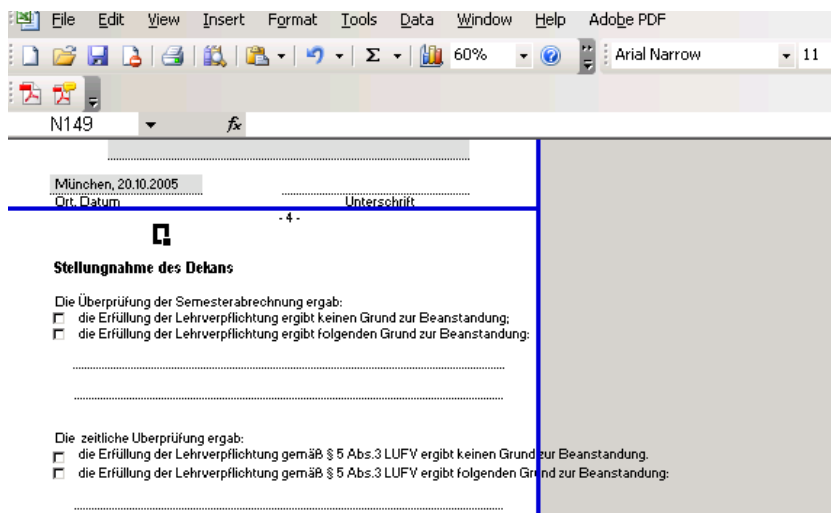 File Edit View Insert Format Tools Data Window Help Adobe PDF
Σ 60% Arial Narrow 11
N149 fx
München, 20.10.2005
Ort, Datum Unterschrift
- 4 -
Stellungnahme des Dekans
Die Überprüfung der Semesterabrechnung ergab:
die Erfüllung der Lehrverpflichtung ergibt keinen Grund zur Beanstandung;
die Erfüllung der Lehrverpflichtung ergibt folgenden Grund zur Beanstandung:
Die zeitliche Überprüfung ergab:
die Erfüllung der Lehrverpflichtung gemäß § 5 Abs.3 LUFV ergibt keinen Grund zur Beanstandung.
die Erfüllung der Lehrverpflichtung gemäß § 5 Abs.3 LUFV ergibt folgenden Grund zur Beanstandung: